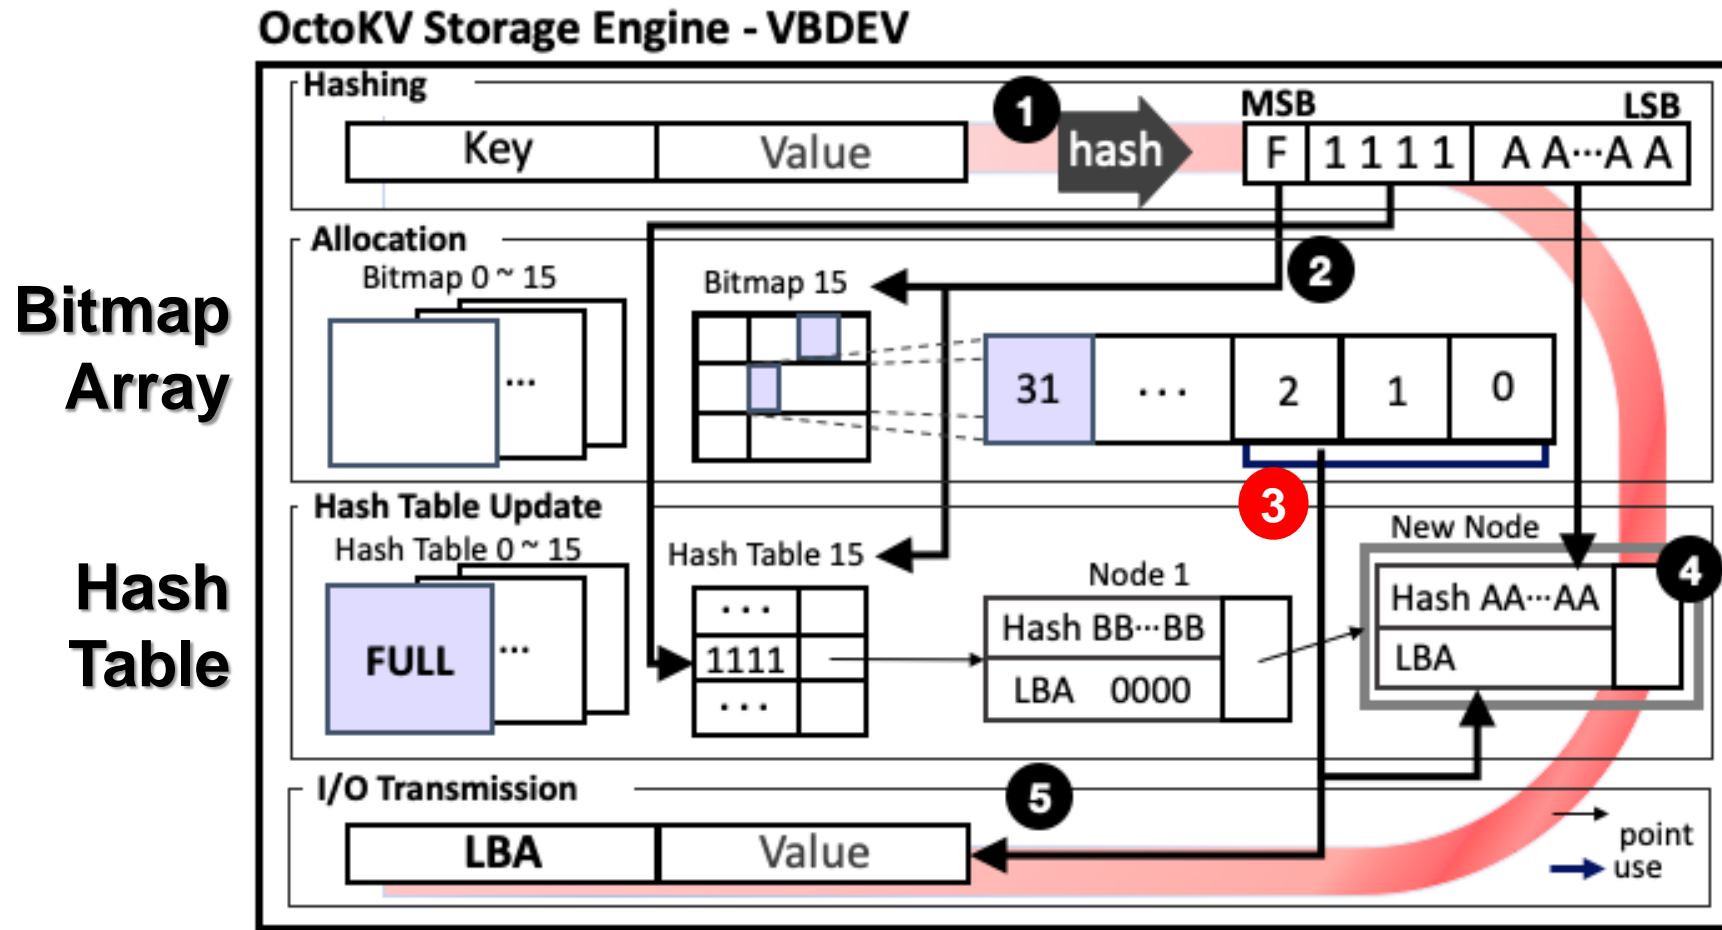 OctoKV Storage Engine - VBDEV
Hashing
Key
Value
1
hash
MSB
LSB
F
1 1 1 1
A A···A A
Bitmap
Array
Allocation
Bitmap 0 ~ 15
...
Bitmap 15
2
31
...
2
1
0
3
Hash
Table
Hash Table Update
Hash Table 0 ~ 15
FULL
...
Hash Table 15
...
1111
...
Node 1
Hash BB···BB
LBA 0000
New Node
4
Hash AA···AA
LBA
I/O Transmission
5
LBA
Value
point
use